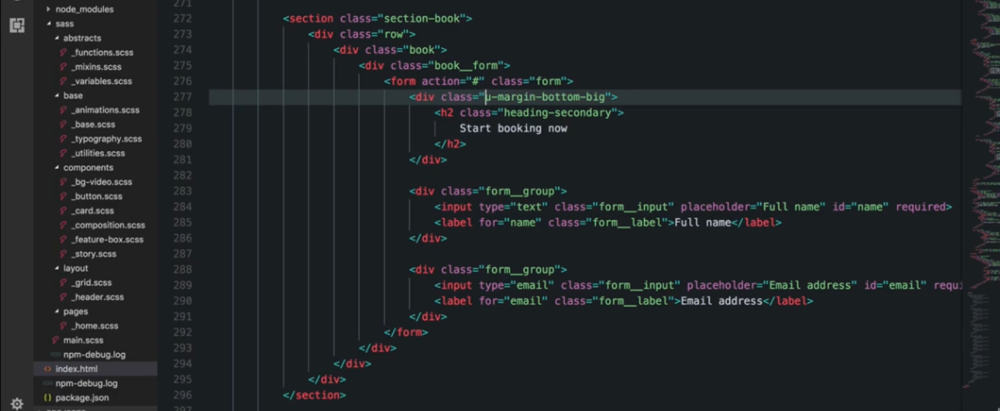 node_modules
sass
abstracts
_functions.scss
_mixins.scss
_variables.scss
base
_animations.scss
_base.scss
_typography.scss
_utilities.scss
components
_bg-video.scss
_button.scss
_card.scss
_composition.scss
_feature-box.scss
_story.scss
layout
_grid.scss
_header.scss
pages
_home.scss
main.scss
npm-debug.log
index.html
npm-debug.log
package.json
271
272 <section class="section-book">
273 <div class="row">
274 <div class="book">
275 <div class="book__form">
276 <form action="#" class="form">
277 <div class="u-margin-bottom-big">
278 <h2 class="heading-secondary">
279 Start booking now
280 </h2>
281 </div>
282
283 <div class="form__group">
284 <input type="text" class="form__input" placeholder="Full name" id="name" required>
285 <label for="name" class="form__label">Full name</label>
286 </div>
287
288 <div class="form__group">
289 <input type="email" class="form__input" placeholder="Email address" id="email" requi
290 <label for="email" class="form__label">Email address</label>
291 </div>
292 </form>
293 </div>
294 </div>
295 </div>
296 </section>
297